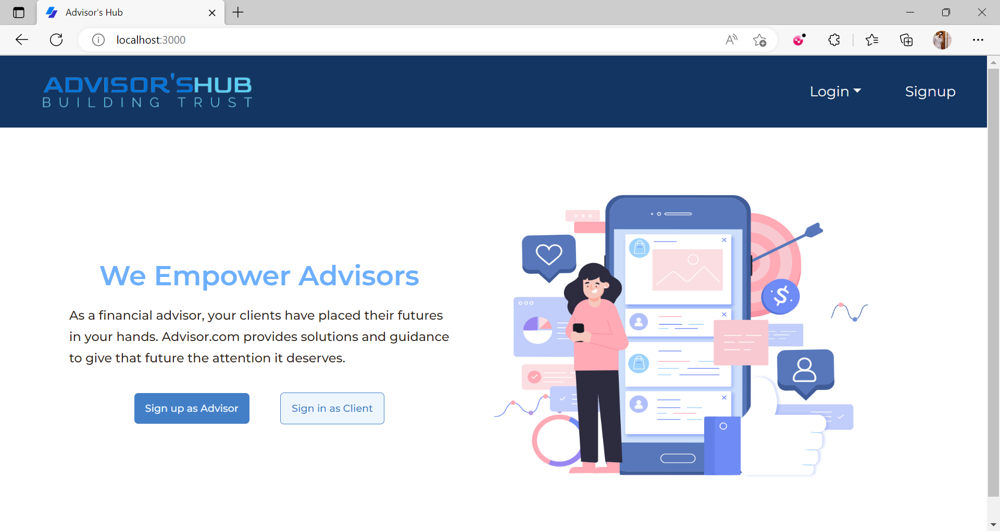 Advisor's Hub
localhost:3000
ADVISOR'SHUB
BUILDING TRUST
Login
Signup
We Empower Advisors
As a financial advisor, your clients have placed their futures
in your hands. Advisor.com provides solutions and guidance
to give that future the attention it deserves.
Sign up as Advisor
Sign in as Client